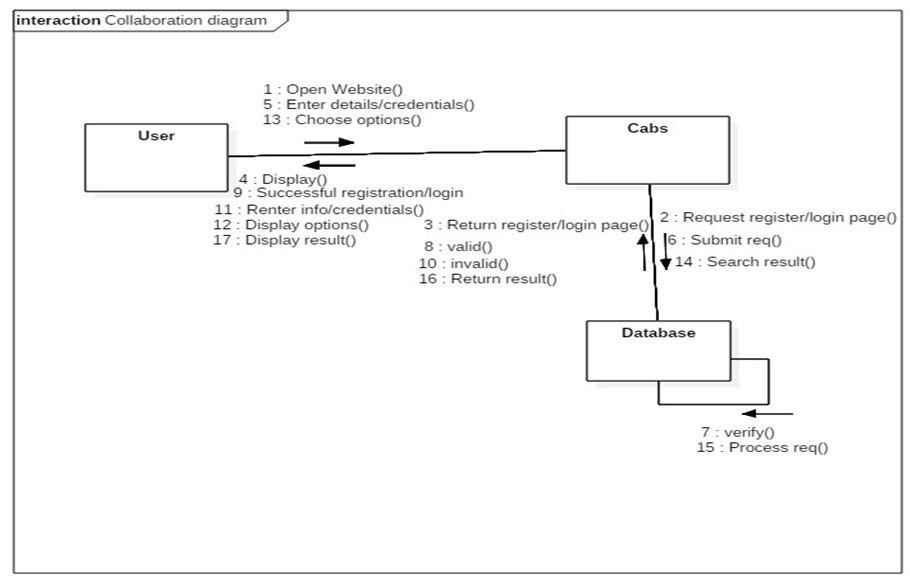 interaction Collaboration diagram
1 : Open Website()
5 : Enter details/credentials()
13 : Choose options()
User
Cabs
4 : Display()
9 : Successful registration/login
11 : Renter info/credentials()
12 : Display options()
17 : Display result()
3 : Return register/login page()
8 : valid()
10 : invalid()
16 : Return result()
2 : Request register/login page()
6 : Submit req()
14 : Search result()
Database
7 : verify()
15 : Process req()